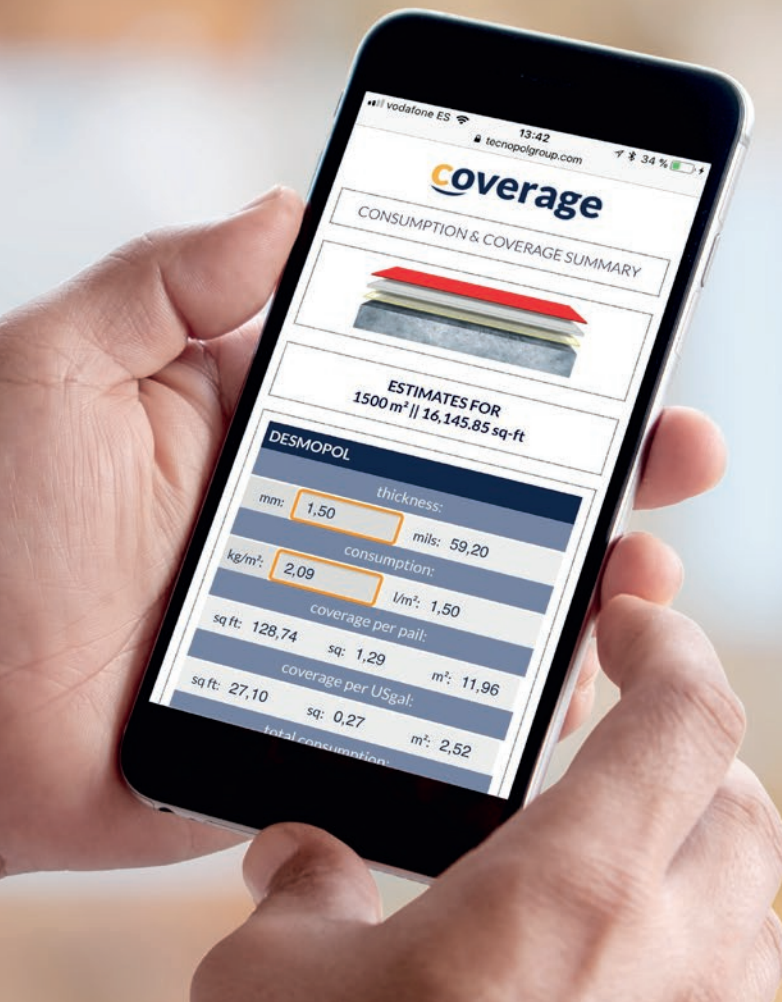 vodafone ES 13:42 34 %
tecnopolgroup.com
coverage
CONSUMPTION & COVERAGE SUMMARY
ESTIMATES FOR
1500 m² || 16,145.85 sq-ft
DESMOPOL
thickness:
mm: 1,50 mils: 59,20
consumption:
kg/m²: 2,09 l/m²: 1,50
coverage per pail:
sq ft: 128,74 sq: 1,29 m²: 11,96
coverage per USgal:
sq ft: 27,10 sq: 0,27 m²: 2,52
total consumption: